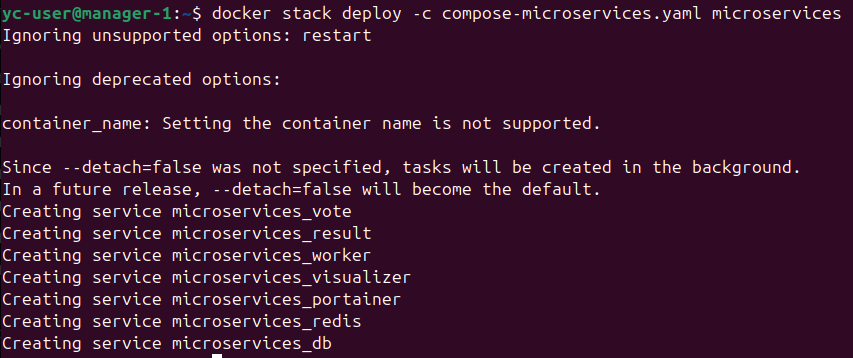 yc-user@manager-1:~$ docker stack deploy -c compose-microservices.yaml microservices
Ignoring unsupported options: restart
Ignoring deprecated options:
container_name: Setting the container name is not supported.
Since --detach=false was not specified, tasks will be created in the background.
In a future release, --detach=false will become the default.
Creating service microservices_vote
Creating service microservices_result
Creating service microservices_worker
Creating service microservices_visualizer
Creating service microservices_portainer
Creating service microservices_redis
Creating service microservices_db